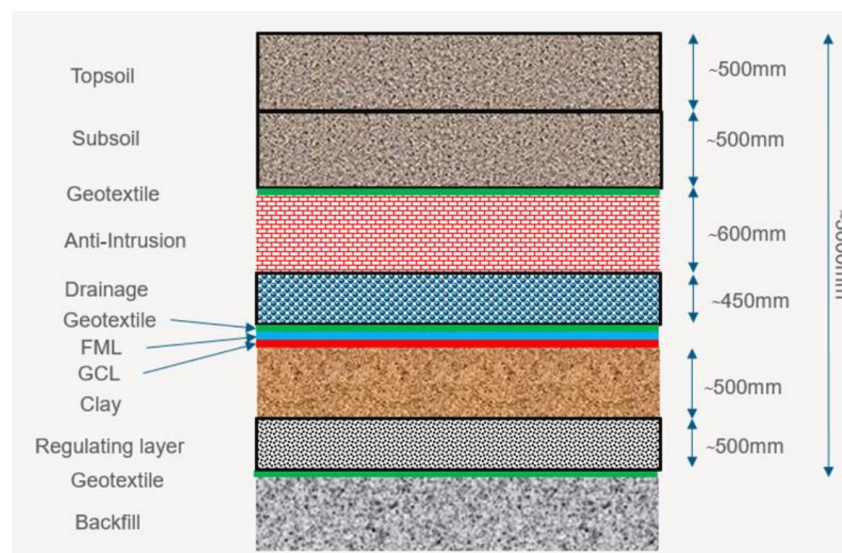 Topsoil
~500mm
Subsoil
~500mm
Geotextile
Anti-Intrusion
~600mm
Drainage
~450mm
Geotextile
FML
GCL
Clay
~500mm
Regulating layer
~500mm
Geotextile
Backfill